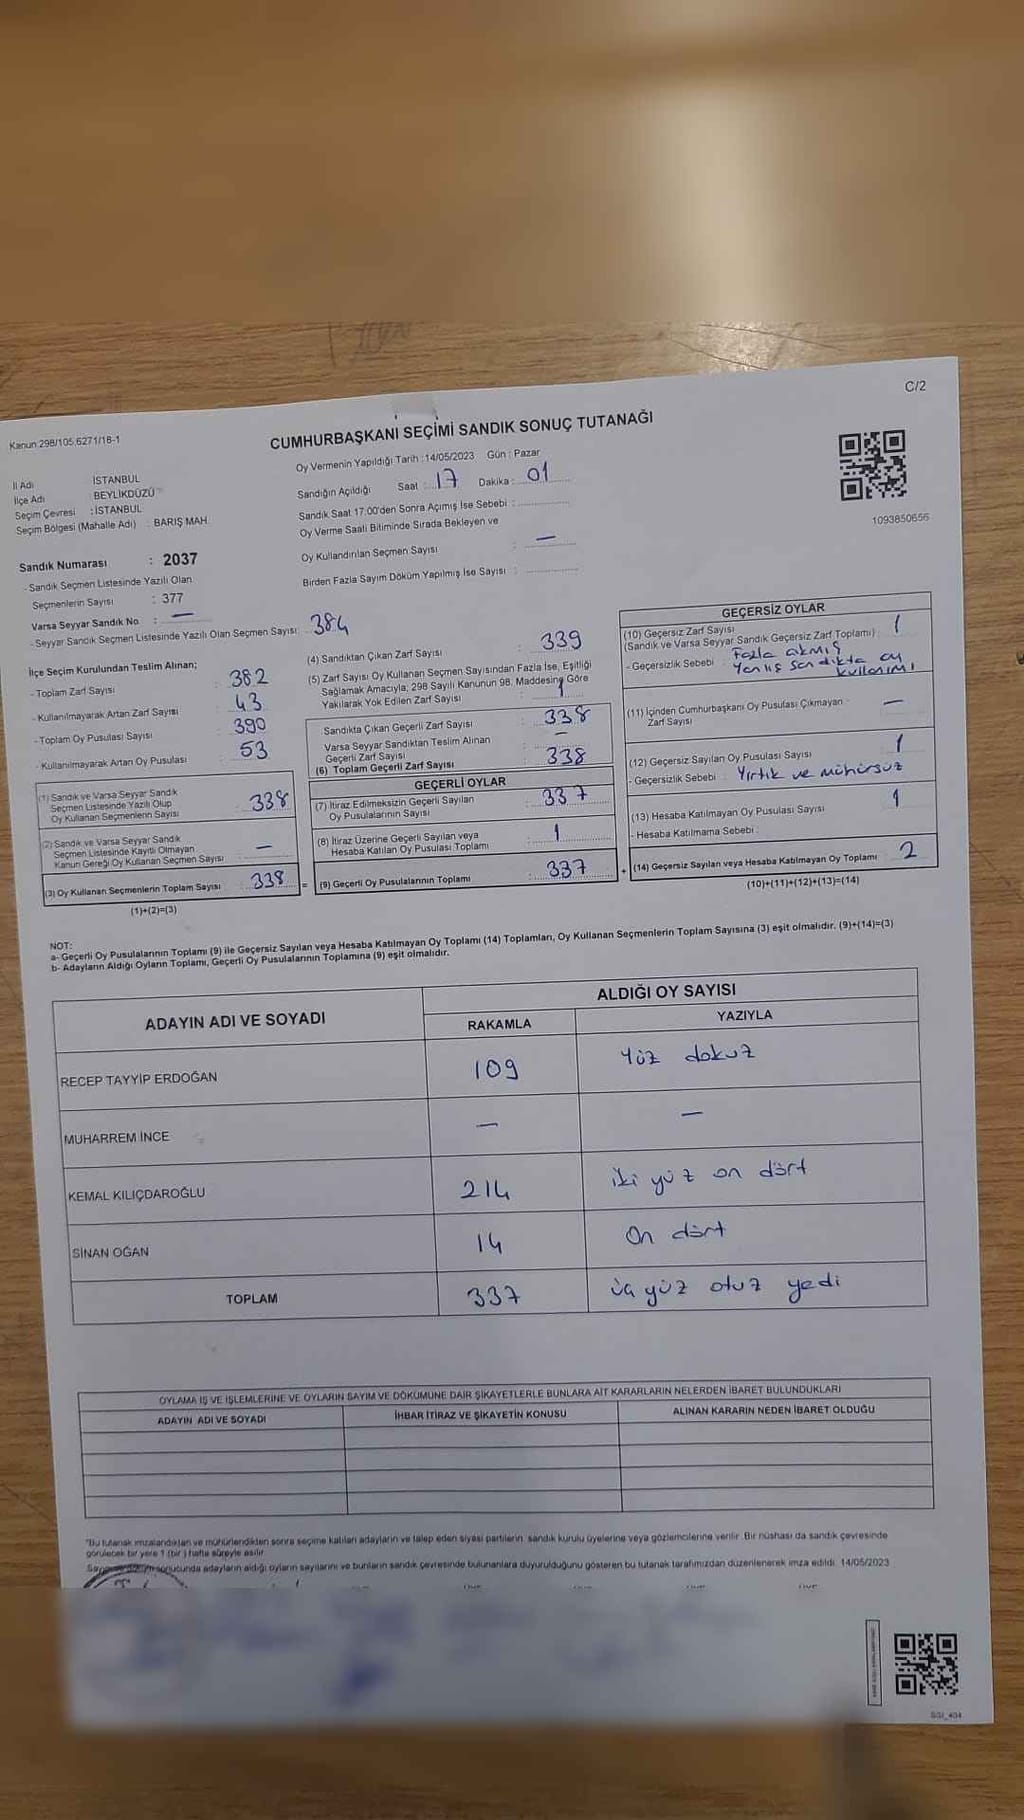 C/2
Kanun 298/105,6271/18-1
CUMHURBAŞKANI SEÇİMİ SANDIK SONUÇ TUTANAĞI
İl Adı : İSTANBUL
İlçe Adı : BEYLİKDÜZÜ
Seçim Çevresi : İSTANBUL
Seçim Bölgesi (Mahalle Adı) : BARIŞ MAH.
Oy Vermenin Yapıldığı Tarih :14/05/2023 Gün : Pazar
Sandığın Açıldığı Saat : 17 Dakika : 01
Sandık Saat 17:00'den Sonra Açımış İse Sebebi :
Oy Verme Saati Bitiminde Sırada Bekleyen ve
Oy Kullandırılan Seçmen Sayısı : —
Birden Fazla Sayım Döküm Yapılmış İse Sayısı :
1093850656
Sandık Numarası : 2037
- Sandık Seçmen Listesinde Yazılı Olan
Seçmenlerin Sayısı : 377
Varsa Seyyar Sandık No : —
- Seyyar Sandık Seçmen Listesinde Yazılı Olan Seçmen Sayısı: 384
İlçe Seçim Kurulundan Teslim Alınan;
- Toplam Zarf Sayısı : 382
- Kullanılmayarak Artan Zarf Sayısı : 43
- Toplam Oy Pusulası Sayısı : 390
- Kullanılmayarak Artan Oy Pusulası : 53
(1) Sandık ve Varsa Seyyar Sandık
Seçmen Listesinde Yazılı Olup
Oy Kullanan Seçmenlerin Sayısı : 338
(2) Sandık ve Varsa Seyyar Sandık
Seçmen Listesinde Kayıtlı Olmayan
Kanun Gereği Oy Kullanan Seçmen Sayısı : —
(3) Oy Kullanan Seçmenlerin Toplam Sayısı : 338 =
(1)+(2)=(3)
(4) Sandıktan Çıkan Zarf Sayısı : 339
(5) Zarf Sayısı Oy Kullanan Seçmen Sayısından Fazla İse, Eşitliği
Sağlamak Amacıyla, 298 Sayılı Kanunun 98. Maddesine Göre
Yakılarak Yok Edilen Zarf Sayısı : 1
Sandıkta Çıkan Geçerli Zarf Sayısı : 338
Varsa Seyyar Sandıktan Teslim Alınan
Geçerli Zarf Sayısı : —
(6) Toplam Geçerli Zarf Sayısı : 338
GEÇERLİ OYLAR
(7) İtiraz Edilmeksizin Geçerli Sayılan
Oy Pusulalarının Sayısı : 337
(8) İtiraz Üzerine Geçerli Sayılan veya
Hesaba Katılan Oy Pusulası Toplamı : 1
(9) Geçerli Oy Pusulalarının Toplamı : 337 +
GEÇERSİZ OYLAR
(10) Geçersiz Zarf Sayısı
(Sandık ve Varsa Seyyar Sandık Geçersiz Zarf Toplamı) 1
- Geçersizlik Sebebi : Fazla
Yanlış Sandıkta oy
kullanımı
(11) İçinden Cumhurbaşkanı Oy Pusulası Çıkmayan
Zarf Sayısı —
(12) Geçersiz Sayılan Oy Pusulası Sayısı 1
- Geçersizlik Sebebi : Yırtık ve mühürsüz
(13) Hesaba Katılmayan Oy Pusulası Sayısı 1
- Hesaba Katılmama Sebebi :
(14) Geçersiz Sayılan veya Hesaba Katılmayan Oy Toplamı 2
(10)+(11)+(12)+(13)=(14)
NOT:
a- Geçerli Oy Pusulalarının Toplamı (9) ile Geçersiz Sayılan veya Hesaba Katılmayan Oy Toplamı (14) Toplamları, Oy Kullanan Seçmenlerin Toplam Sayısına (3) eşit olmalıdır. (9)+(14)=(3)
b- Adayların Aldığı Oyların Toplamı, Geçerli Oy Pusulalarının Toplamına (9) eşit olmalıdır.
ADAYIN ADI VE SOYADI ALDIĞI OY SAYISI
RAKAMLA YAZIYLA
RECEP TAYYİP ERDOĞAN 109 Yüz dokuz
MUHARREM İNCE — —
KEMAL KILIÇDAROĞLU 214 iki yüz on dört
SİNAN OĞAN 14 On dört
TOPLAM 337 üç yüz otuz yedi
OYLAMA İŞ VE İŞLEMLERİNE VE OYLARIN SAYIM VE DÖKÜMÜNE DAİR ŞİKAYETLERLE BUNLARA AİT KARARLARIN NELERDEN İBARET BULUNDUKLARI
ADAYIN ADI VE SOYADI İHBAR İTİRAZ VE ŞİKAYETİN KONUSU ALINAN KARARIN NEDEN İBARET OLDUĞU
"Bu tutanak imzalandıktan ve mühürlendikten sonra seçime katılan adayların ve talep eden siyasi partilerin sandık kurulu üyelerine veya gözlemcilerine verilir. Bir nüshası da sandık çevresinde
görülecek bir yere 1 (bir ) hafta süreyle asılır.
sonucunda adayların aldığı oyların sayılarını ve bunların sandık çevresinde bulunanlara duyurulduğunu gösteren bu tutanak tarafımızdan düzenlenerek imza edildi. 14/05/2023
SGI_404